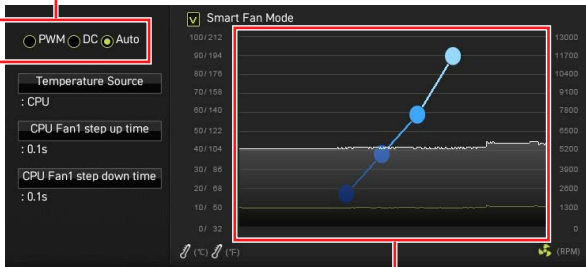 Smart Fan Mode
PWM DC Auto
Temperature Source
: CPU
CPU Fan1 step up time
: 0.1s
CPU Fan1 step down time
: 0.1s
100/212 13000
90/194 11700
80/176 10400
70/158 9100
60/140 7800
50/122 6500
40/104 5200
30/ 86 3900
20/ 68 2600
10/ 50 1300
0/ 32 0
(°C) (°F) (RPM)